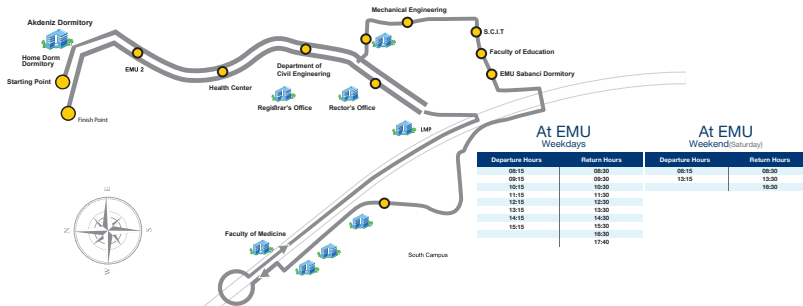 Akdeniz Dormitory
Home Dorm
Dormitory
Starting Point
Finish Point
EMU 2
Health Center
Department of
Civil Engineering
Registrar's Office
Rector's Office
Mechanical Engineering
S.C.I.T
Faculty of Education
EMU Sabanci Dormitory
LMP
Faculty of Medicine
South Campus
E
N
S
W
At EMU
Weekdays
Departure Hours Return Hours
08:15 08:30
09:15 09:30
10:15 10:30
11:15 11:30
12:15 12:30
13:15 13:30
14:15 14:30
15:15 15:30
16:30
17:40
At EMU
Weekend(Saturday)
Departure Hours Return Hours
08:15 08:30
13:15 13:30
16:30